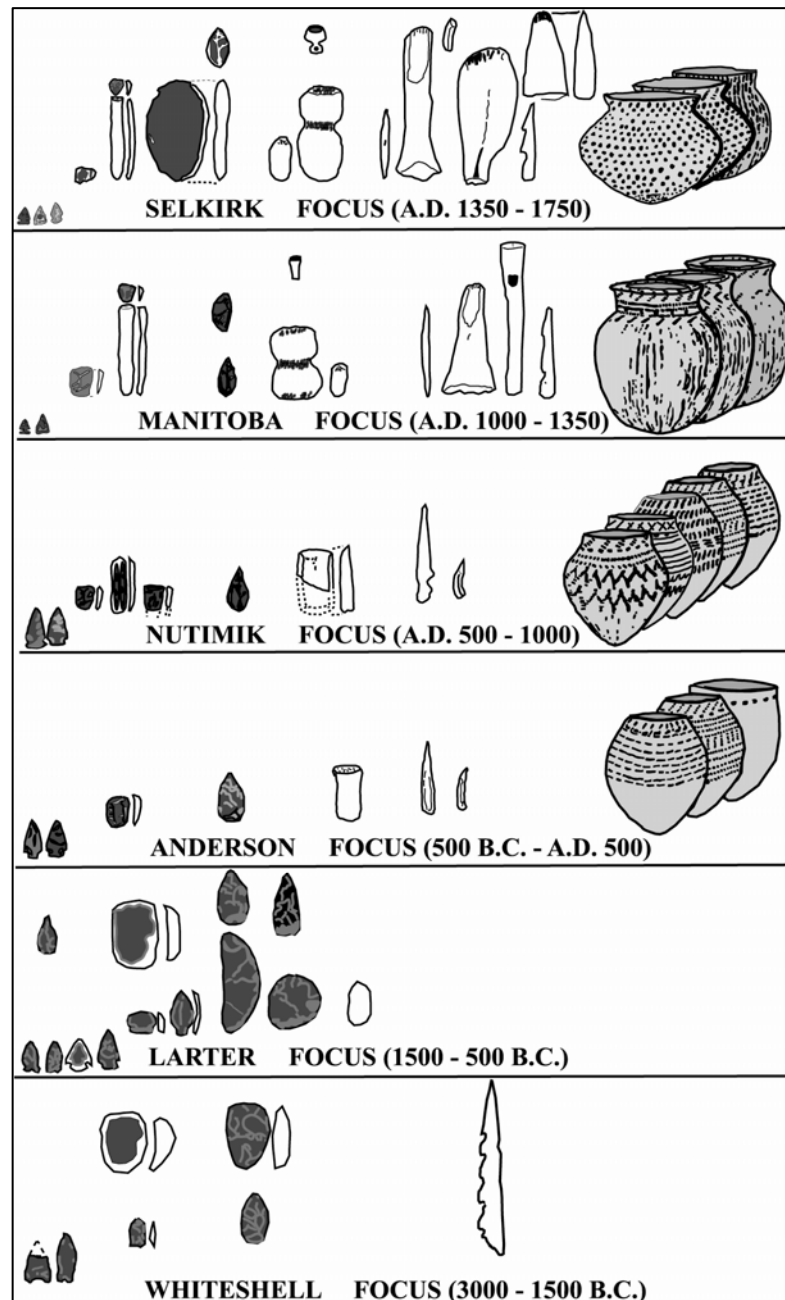 SELKIRK FOCUS (A.D. 1350 - 1750)
MANITOBA FOCUS (A.D. 1000 - 1350)
NUTIMIK FOCUS (A.D. 500 - 1000)
ANDERSON FOCUS (500 B.C. - A.D. 500)
LARTER FOCUS (1500 - 500 B.C.)
WHITESHELL FOCUS (3000 - 1500 B.C.)